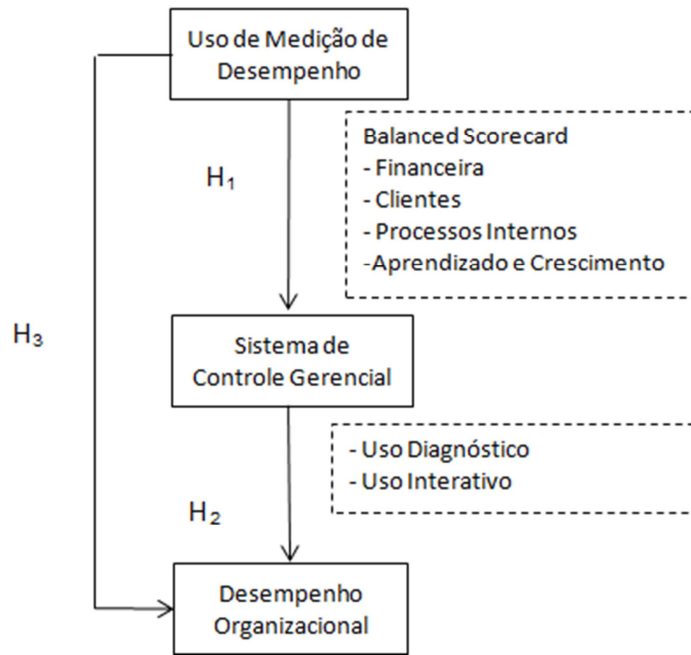 Uso de Medição de
Desempenho
H₁
Balanced Scorecard
- Financeira
- Clientes
- Processos Internos
-Aprendizado e Crescimento
H₃
Sistema de
Controle Gerencial
- Uso Diagnóstico
- Uso Interativo
H₂
Desempenho
Organizacional